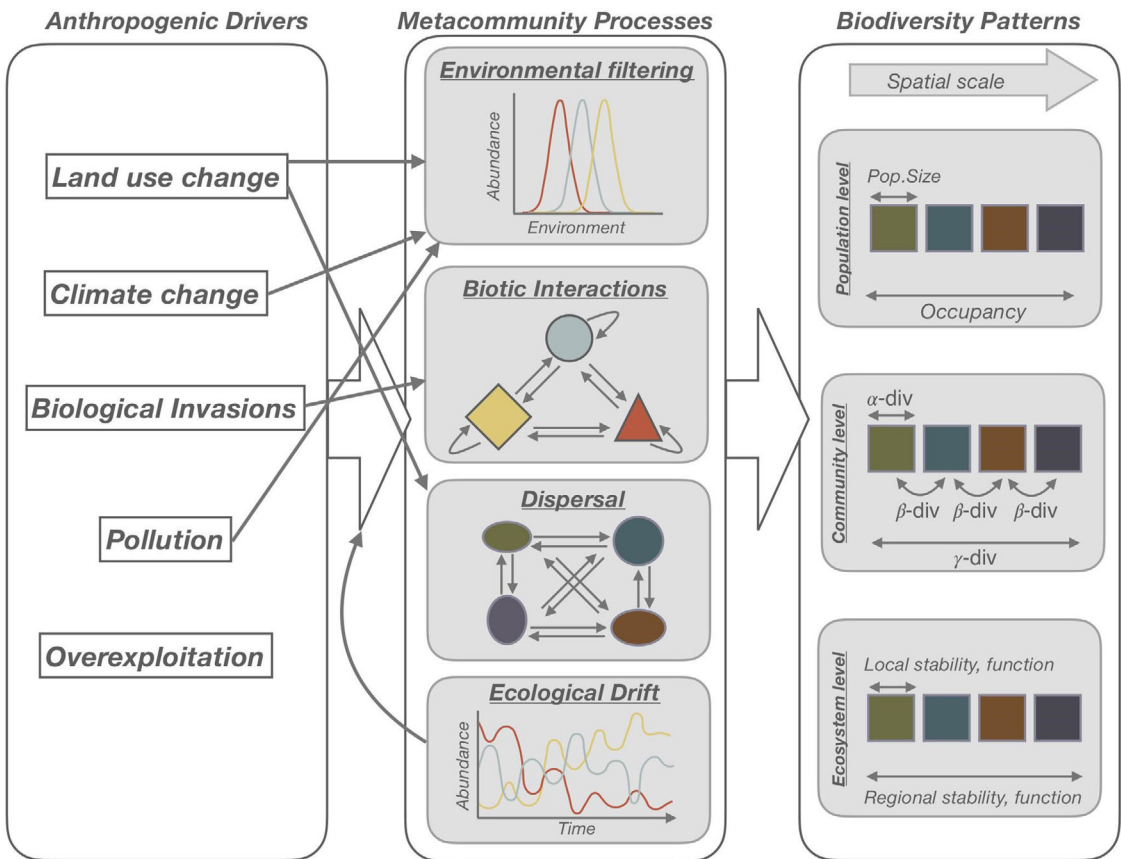 Anthropogenic Drivers
Land use change
Climate change
Biological Invasions
Pollution
Overexploitation
Metacommunity Processes
Environmental filtering
Abundance
Environment
Biotic Interactions
Dispersal
Ecological Drift
Abundance
Time
Biodiversity Patterns
Spatial scale
Population level
Pop.Size
Occupancy
Community level
α-div
β-div β-div β-div
γ-div
Ecosystem level
Local stability, function
Regional stability, function